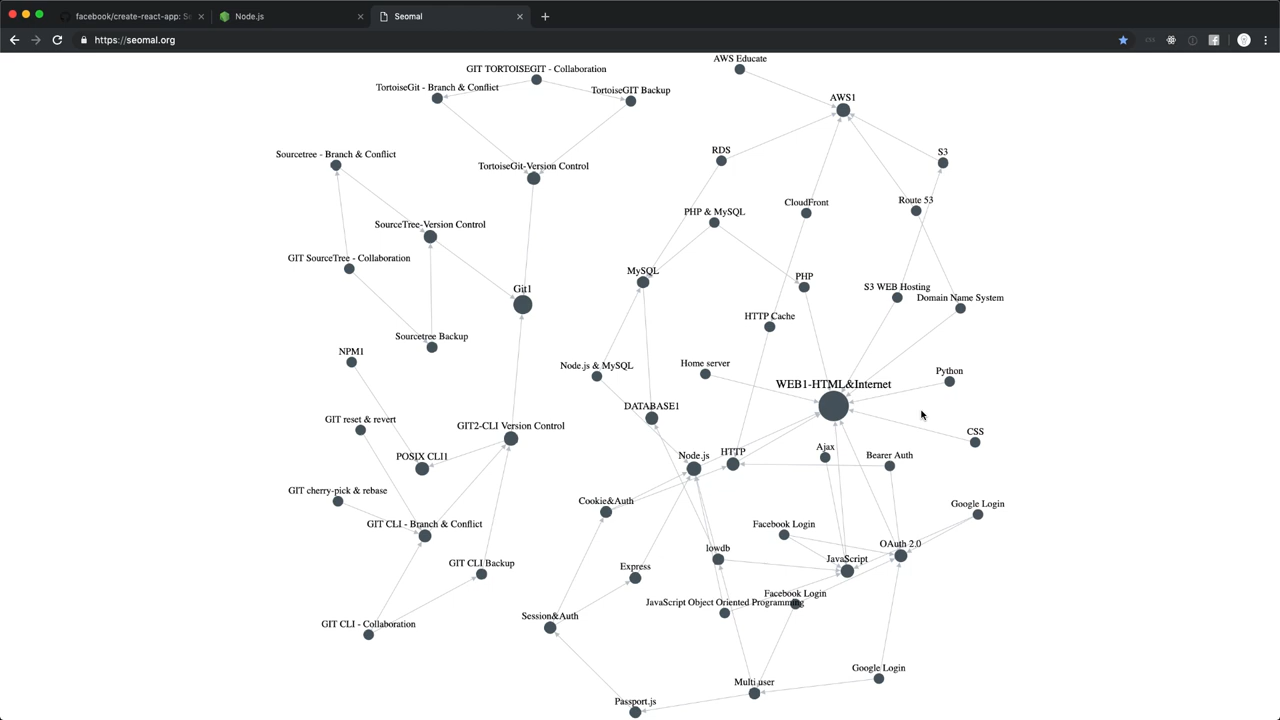 facebook/create-react-app: Se
Node.js
Seomal
https://seomal.org
AWS Educate
GIT TORTOISEGIT - Collaboration
TortoiseGit - Branch & Conflict
TortoiseGIT Backup
AWS1
RDS
S3
Sourcetree - Branch & Conflict
TortoiseGit-Version Control
CloudFront
Route 53
PHP & MySQL
SourceTree-Version Control
GIT SourceTree - Collaboration
MySQL
PHP
S3 WEB Hosting
Git1
Domain Name System
HTTP Cache
Sourcetree Backup
NPM1
Home server
Node.js & MySQL
Python
WEB1-HTML&Internet
DATABASE1
GIT reset & revert
GIT2-CLI Version Control
CSS
Ajax
HTTP
Node.js
POSIX CLI1
Bearer Auth
GIT cherry-pick & rebase
Cookie&Auth
Google Login
GIT CLI - Branch & Conflict
Facebook Login
OAuth 2.0
lowdb
JavaScript
GIT CLI Backup
Express
Facebook Login
JavaScript Object Oriented Programming
Session&Auth
GIT CLI - Collaboration
Google Login
Multi user
Passport.js